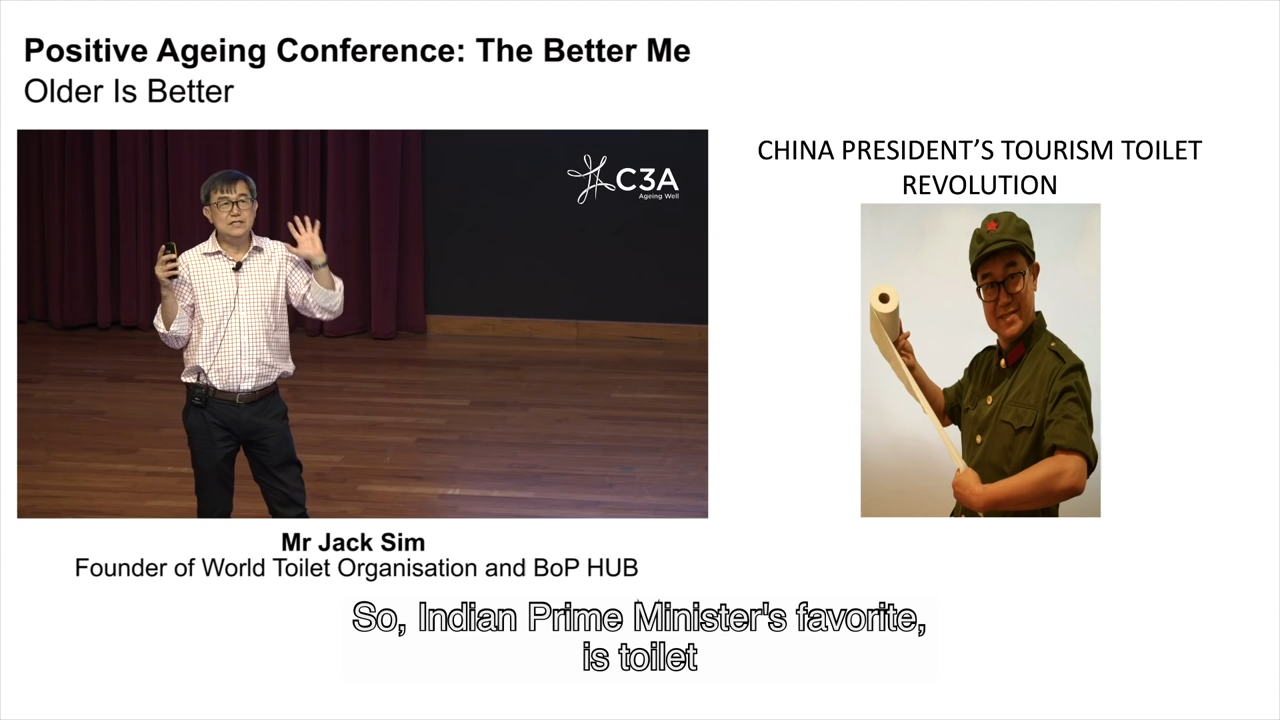 Positive Ageing Conference: The Better Me
Older Is Better
C3A
Ageing Well
CHINA PRESIDENT’S TOURISM TOILET
REVOLUTION
Mr Jack Sim
Founder of World Toilet Organisation and BoP HUB
So, Indian Prime Minister's favorite,
is toilet